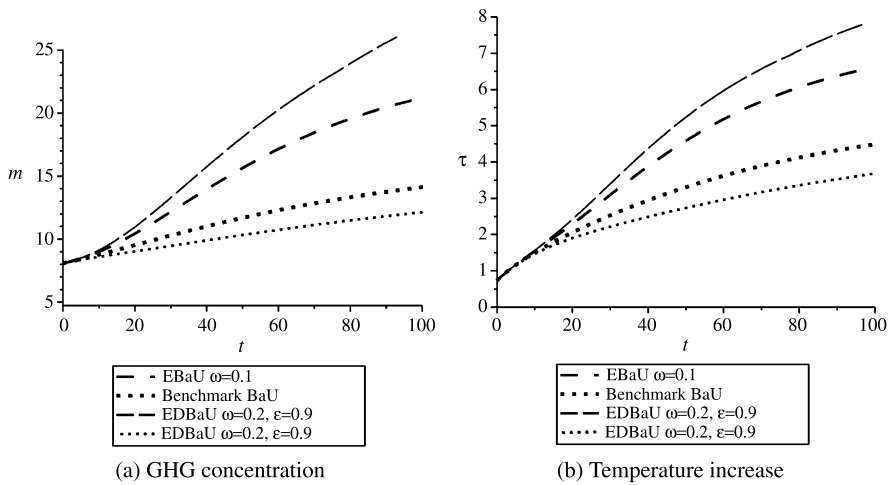 25
20
m
15
10
5
0 20 40 60 80 100
t
EBaU ω=0.1
Benchmark BaU
EDBaU ω=0.2, ε=0.9
EDBaU ω=0.2, ε=0.9
(a) GHG concentration
8
7
6
5
τ
4
3
2
1
0
0 20 40 60 80 100
t
EBaU ω=0.1
Benchmark BaU
EDBaU ω=0.2, ε=0.9
EDBaU ω=0.2, ε=0.9
(b) Temperature increase